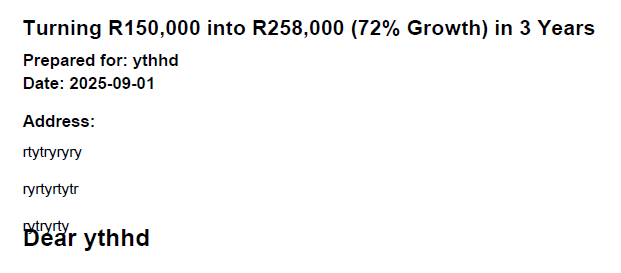 Turning R150,000 into R258,000 (72% Growth) in 3 Years
Prepared for: ythhd
Date: 2025-09-01
Address:
rtytryryry
ryrtyrtytr
rytryrty
Dear ythhd